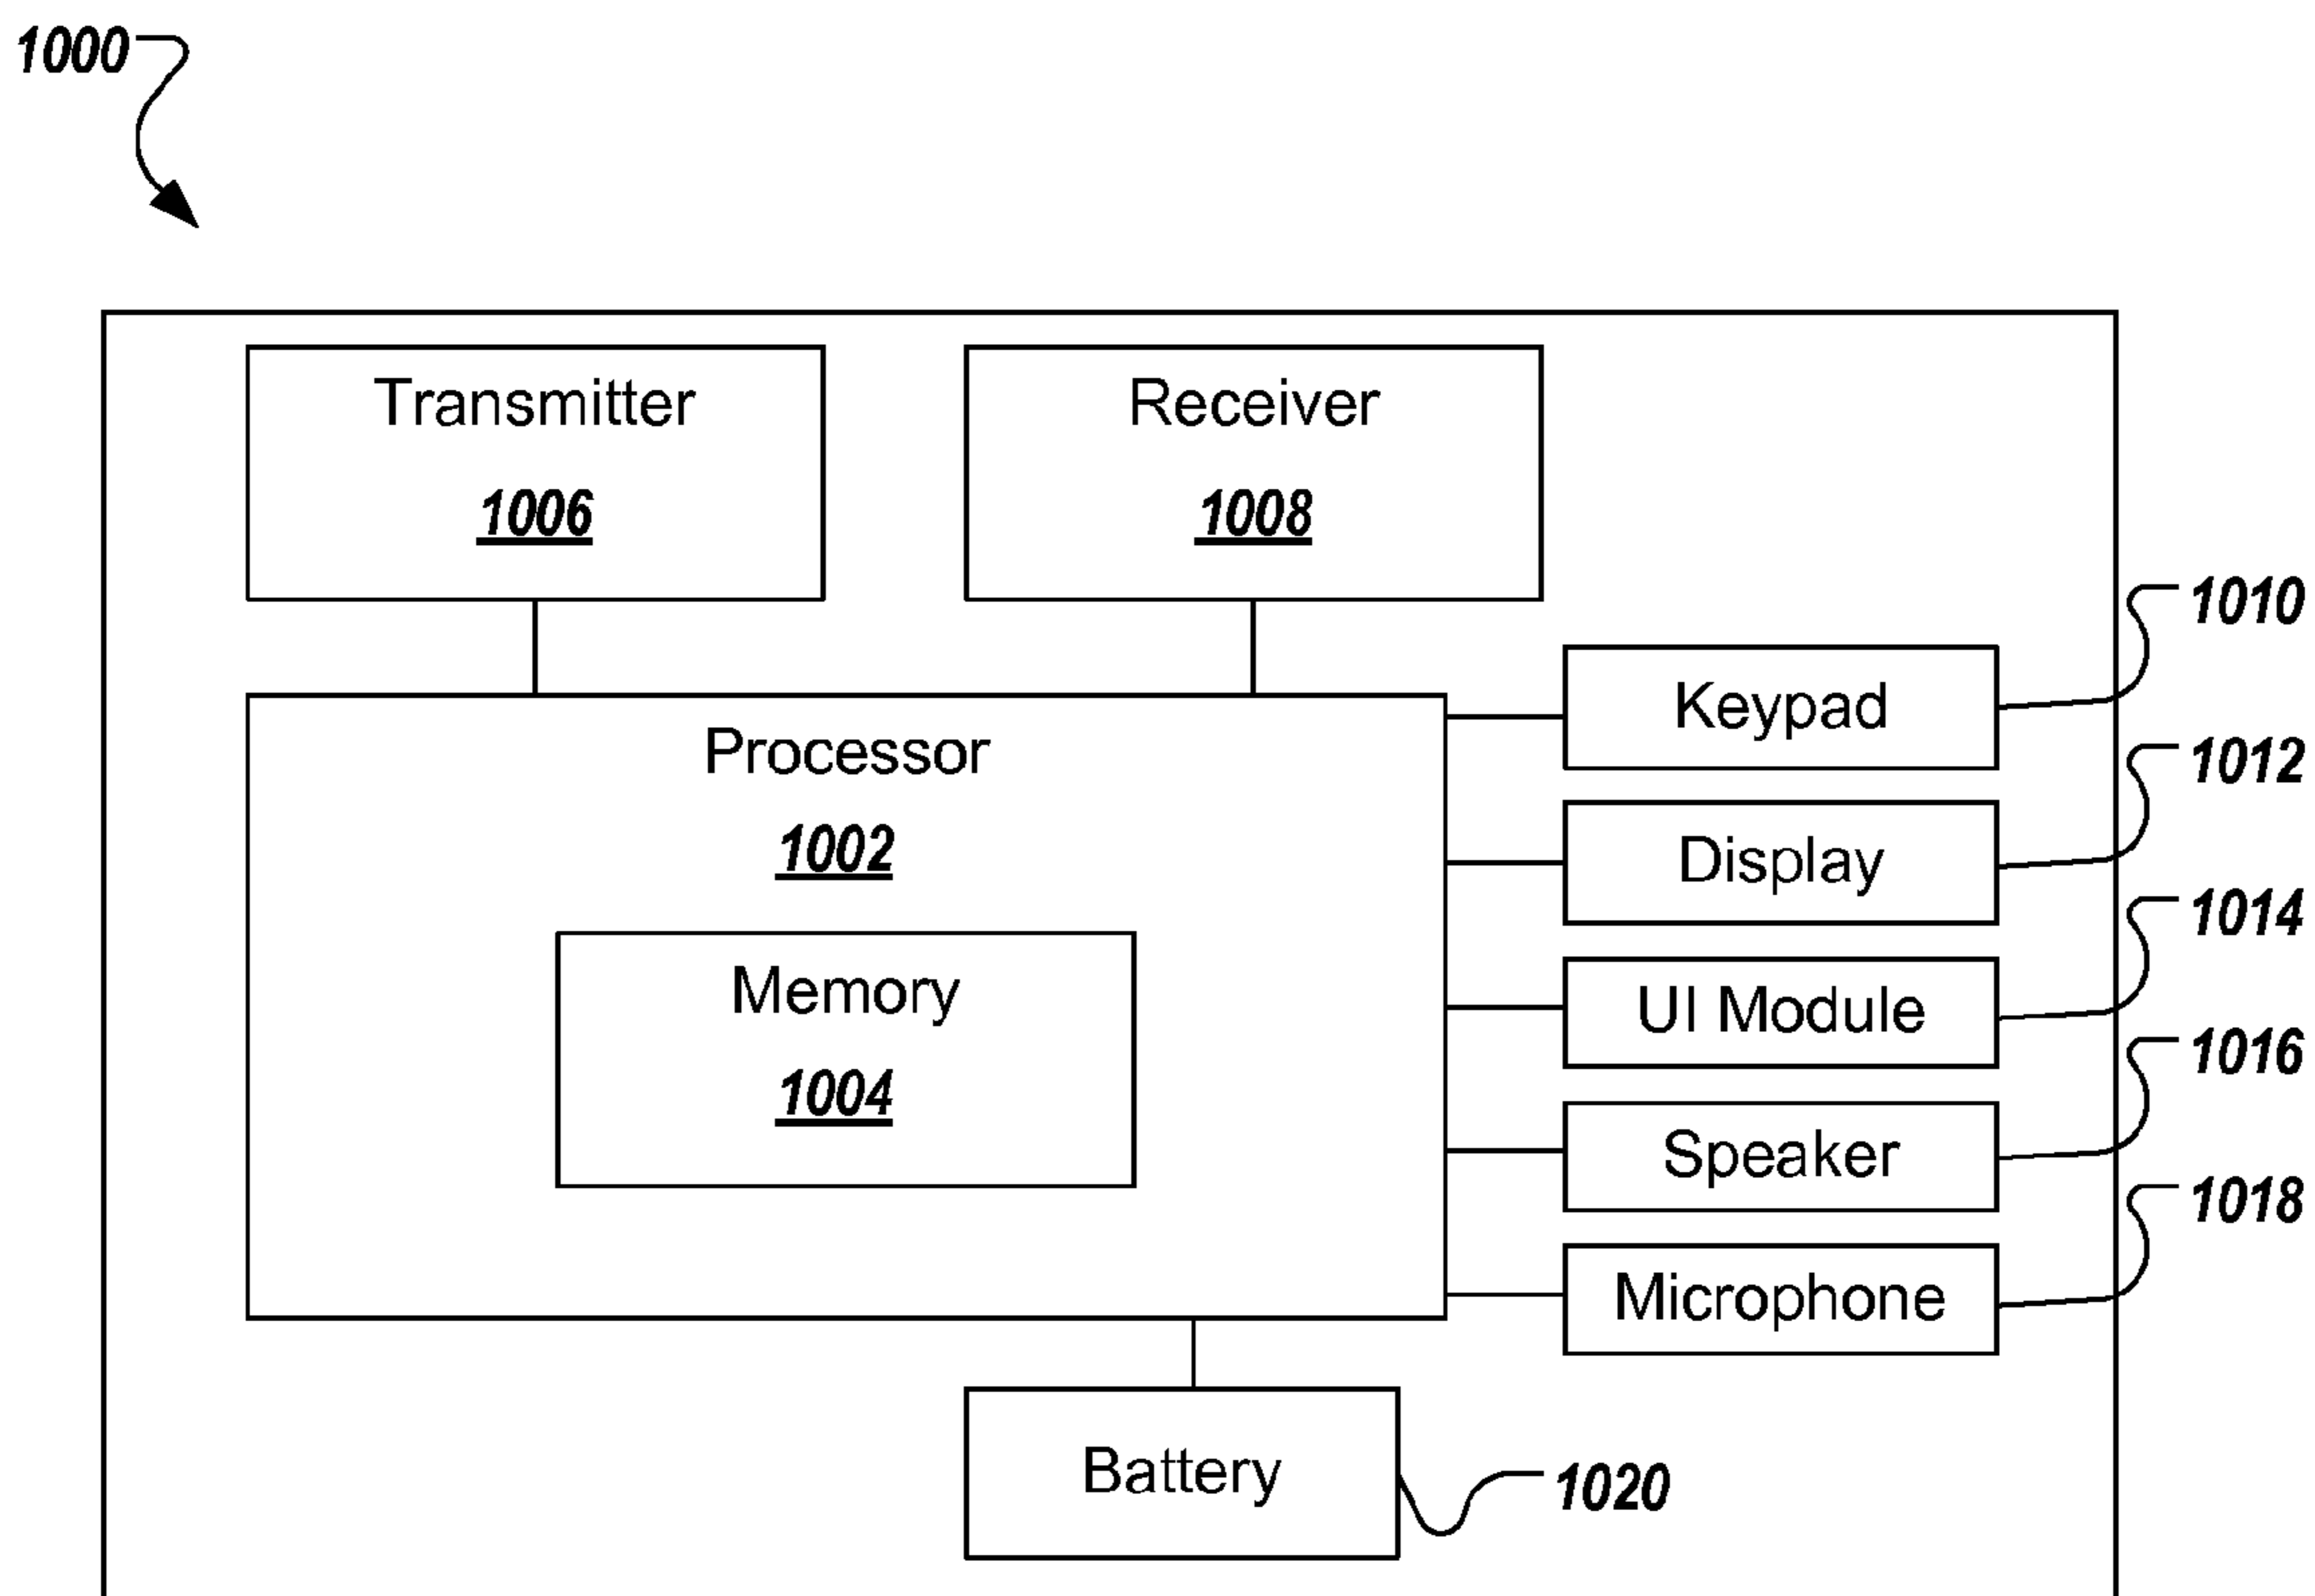 1000
Transmitter
1006
Receiver
1008
1010
Keypad
Processor
1002
1012
Display
Memory
1004
1014
UI Module
1016
Speaker
1018
Microphone
Battery
1020